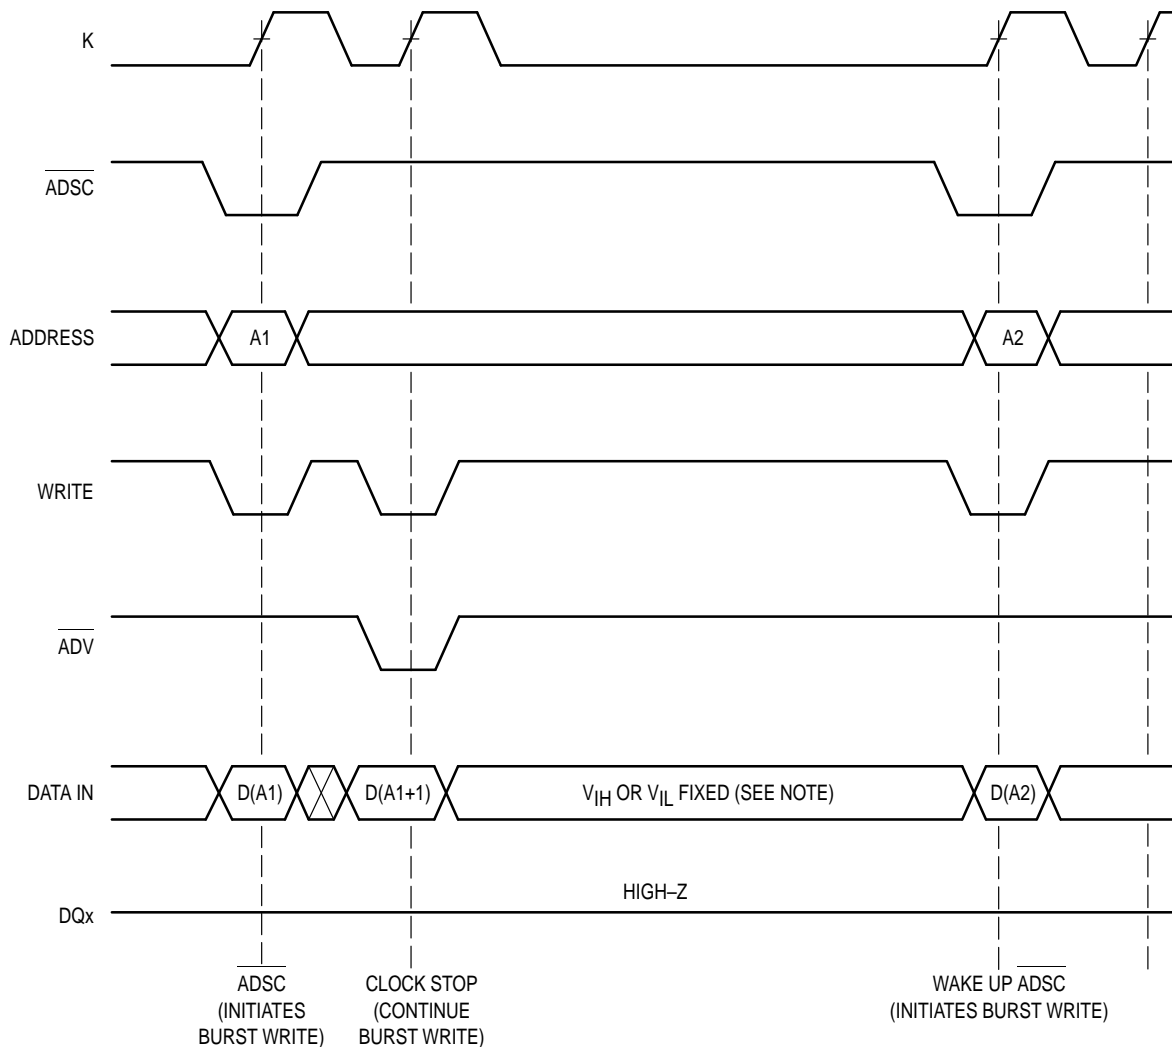 K
ADSC
ADDRESS
A1
A2
WRITE
ADV
DATA IN
D(A1)
D(A1+1)
VIH OR VIL FIXED (SEE NOTE)
D(A2)
HIGH–Z
DQx
ADSC
(INITIATES
BURST WRITE)
CLOCK STOP
(CONTINUE
BURST WRITE)
WAKE UP ADSC
(INITIATES BURST WRITE)